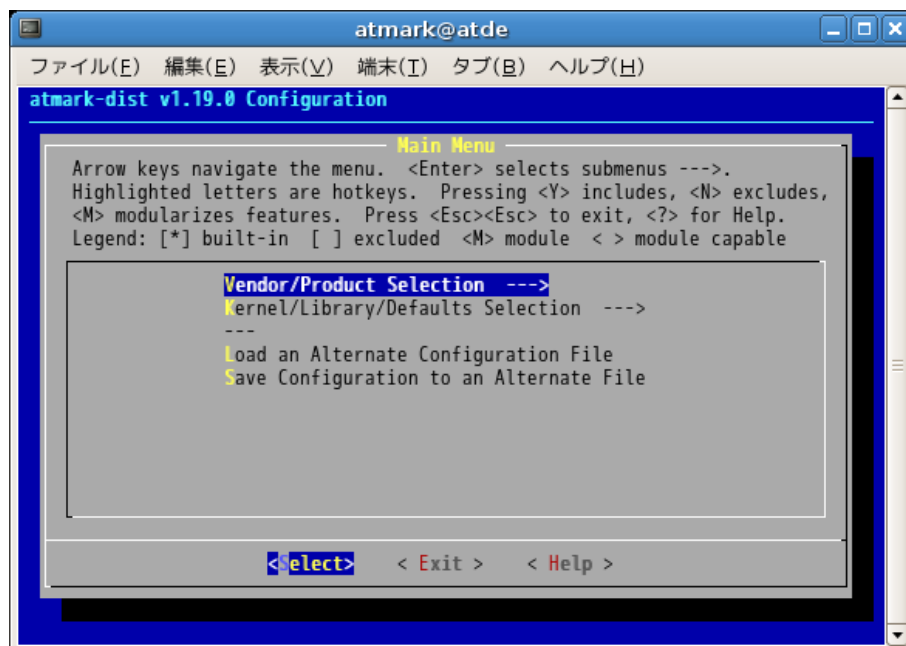 atmark@atde
ファイル(F) 編集(E) 表示(V) 端末(T) タブ(B) ヘルプ(H)
atmark-dist v1.19.0 Configuration
Main Menu
Arrow keys navigate the menu. <Enter> selects submenus --->.
Highlighted letters are hotkeys. Pressing <Y> includes, <N> excludes,
<M> modularizes features. Press <Esc><Esc> to exit, <?> for Help.
Legend: [*] built-in [ ] excluded <M> module < > module capable
Vendor/Product Selection --->
Kernel/Library/Defaults Selection --->
---
Load an Alternate Configuration File
Save Configuration to an Alternate File
<Select> < Exit > < Help >